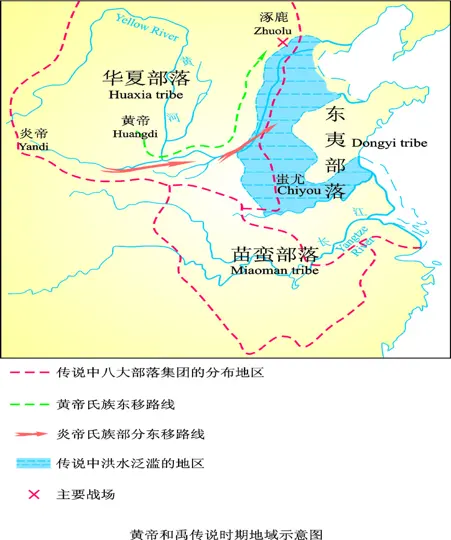 涿鹿
Zhuolu
Yellow River
黄
河
华夏部落
Huaxia tribe
黄帝
Huangdi
炎帝
Yandi
东
夷
部
落
Dongyi tribe
蚩尤
Chiyou
苗蛮部落
Miaoman tribe
长
江
Yangtze
River
传说中八大部落集团的分布地区
黄帝氏族东移路线
炎帝氏族部分东移路线
传说中洪水泛滥的地区
主要战场
黄帝和禹传说时期地域示意图